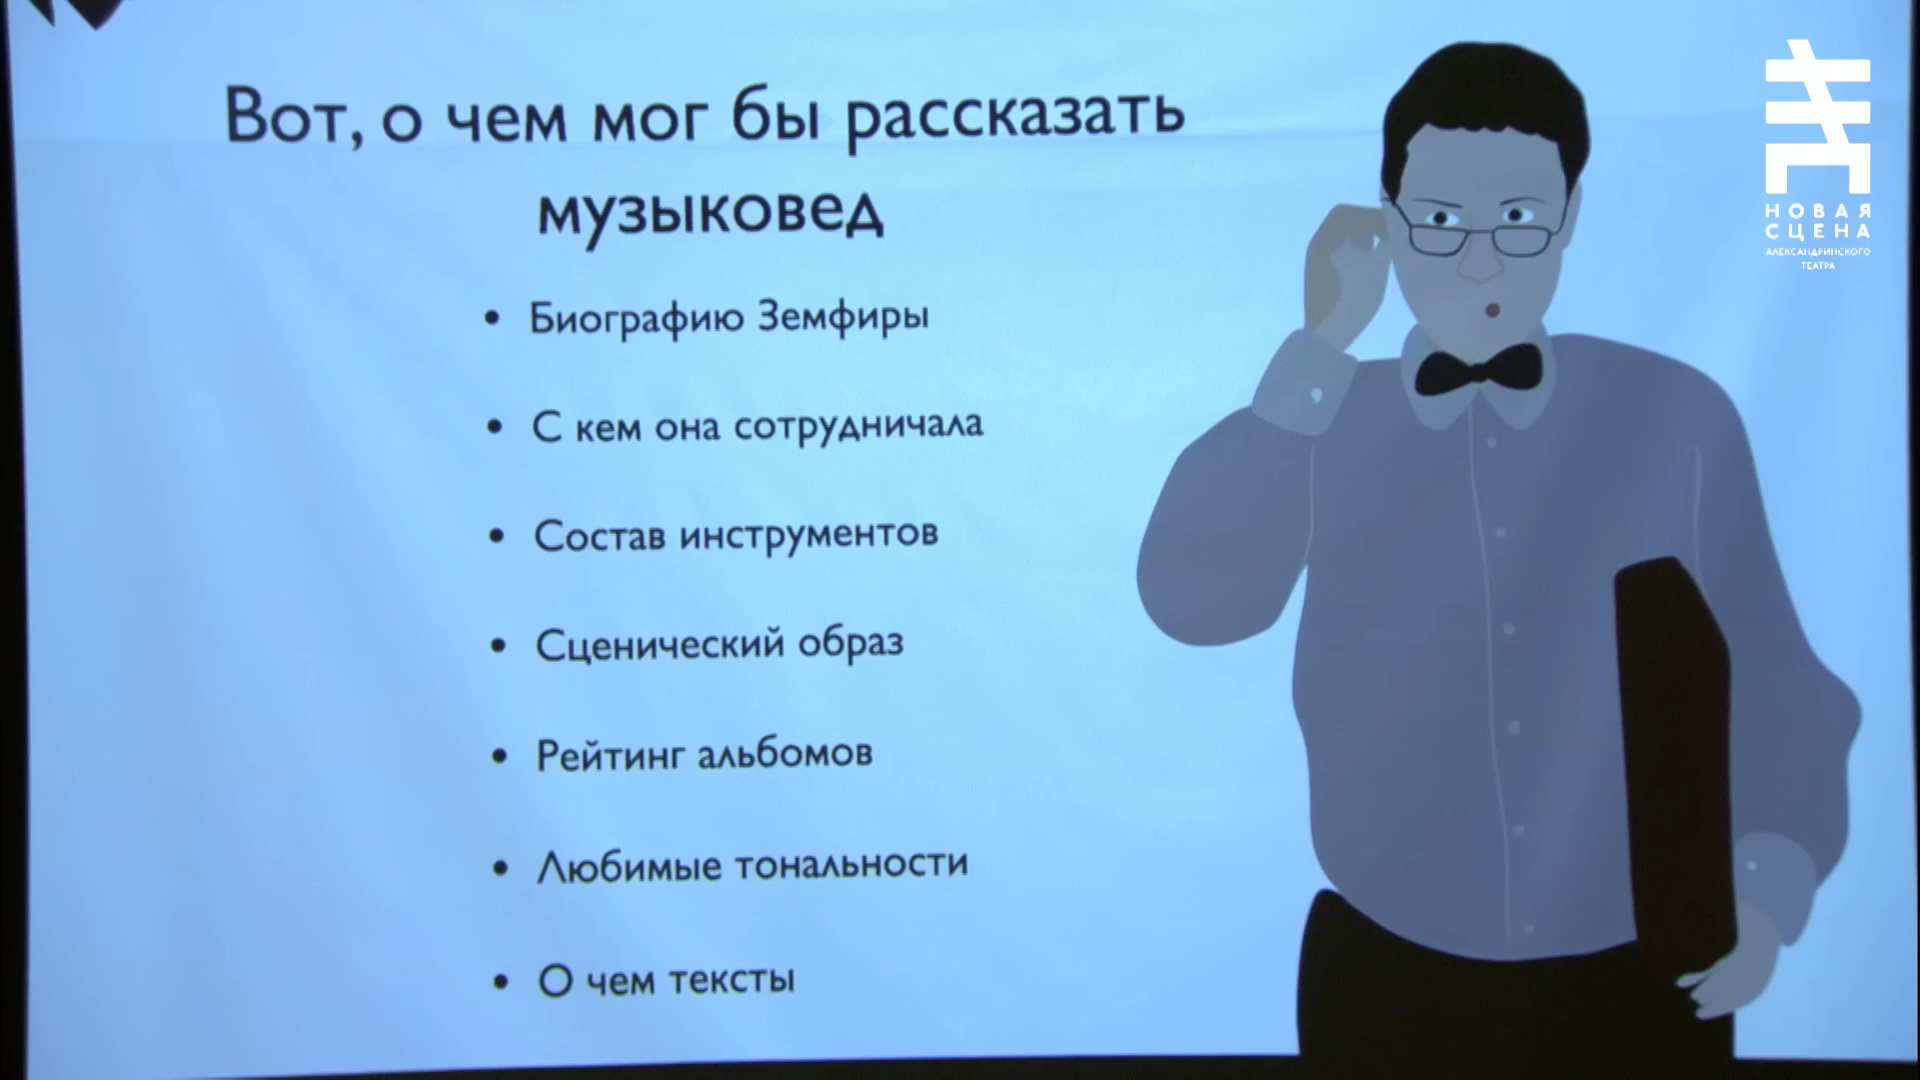 Вот, о чем мог бы рассказать
музыковед
• Биографию Земфиры
• С кем она сотрудничала
• Состав инструментов
• Сценический образ
• Рейтинг альбомов
• Любимые тональности
• О чем тексты
НОВАЯ
СЦЕНА
АЛЕКСАНДРИНСКОГО
ТЕАТРА